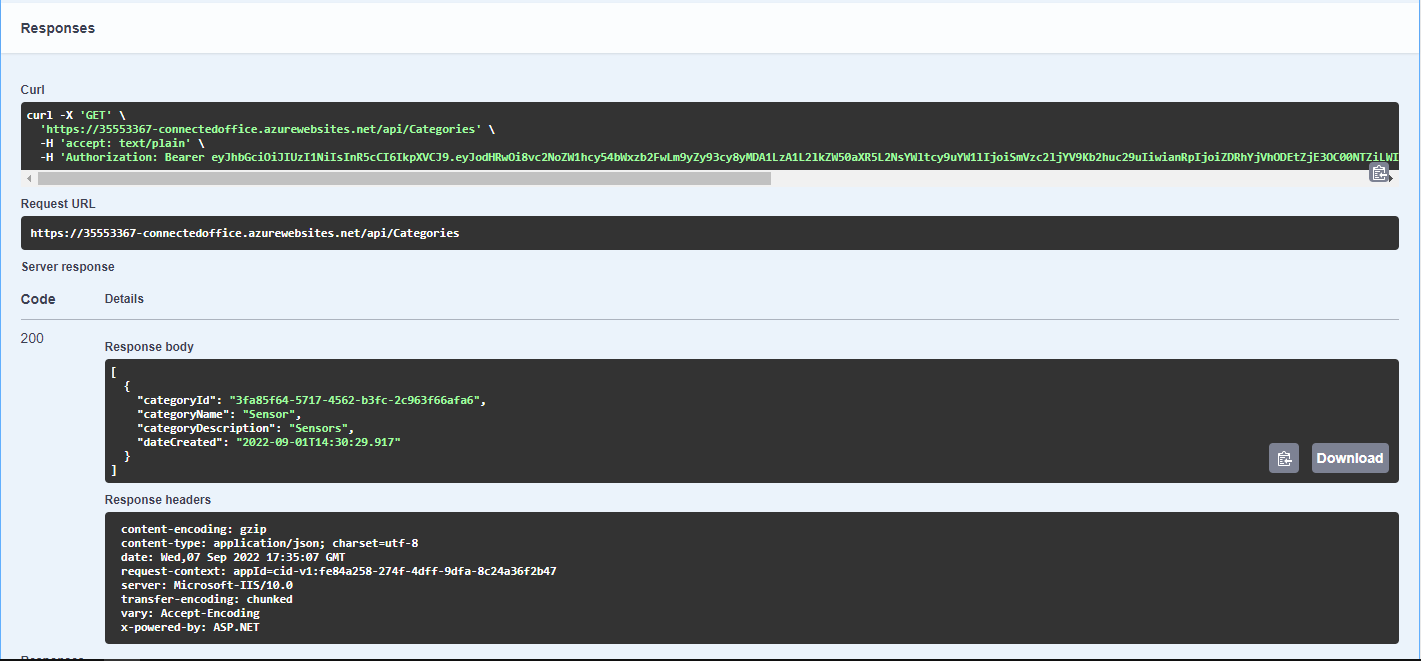 Responses
Curl
curl -X 'GET' \
  'https://35553367-connectedoffice.azurewebsites.net/api/Categories' \
  -H 'accept: text/plain' \
  -H 'Authorization: Bearer
Request URL
https://35553367-connectedoffice.azurewebsites.net/api/Categories
Server response
Code Details
200
Response body
[
  {
    "categoryId": "3fa85f64-5717-4562-b3fc-2c963f66afa6",
    "categoryName": "Sensor",
    "categoryDescription": "Sensors",
    "dateCreated": "2022-09-01T14:30:29.917"
  }
]
Download
Response headers
content-encoding: gzip
content-type: application/json; charset=utf-8
date: Wed,07 Sep 2022 17:35:07 GMT
request-context: appId=cid-v1:fe84a258-274f-4dff-9dfa-8c24a36f2b47
server: Microsoft-IIS/10.0
transfer-encoding: chunked
vary: Accept-Encoding
x-powered-by: ASP.NET
Responses